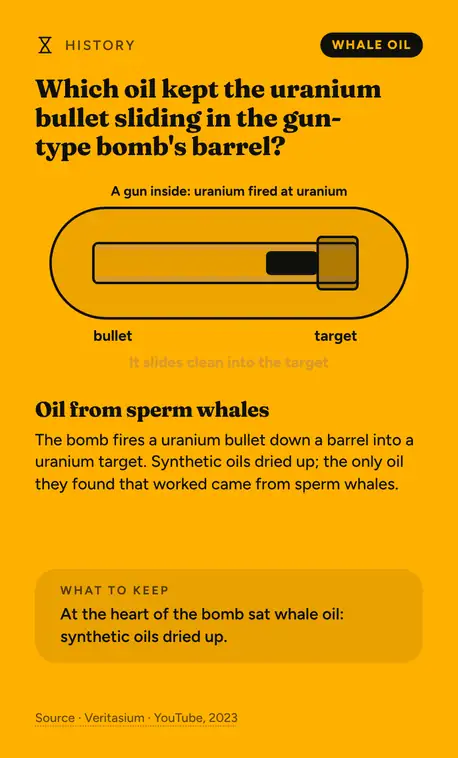 HISTORY
WHALE OIL
Which oil kept the uranium
bullet sliding in the gun-
type bomb's barrel?
A gun inside: uranium fired at uranium
bullet
target
It slides clean into the target
Oil from sperm whales
The bomb fires a uranium bullet down a barrel into a
uranium target. Synthetic oils dried up; the only oil
they found that worked came from sperm whales.
WHAT TO KEEP
At the heart of the bomb sat whale oil:
synthetic oils dried up.
Source · Veritasium · YouTube, 2023